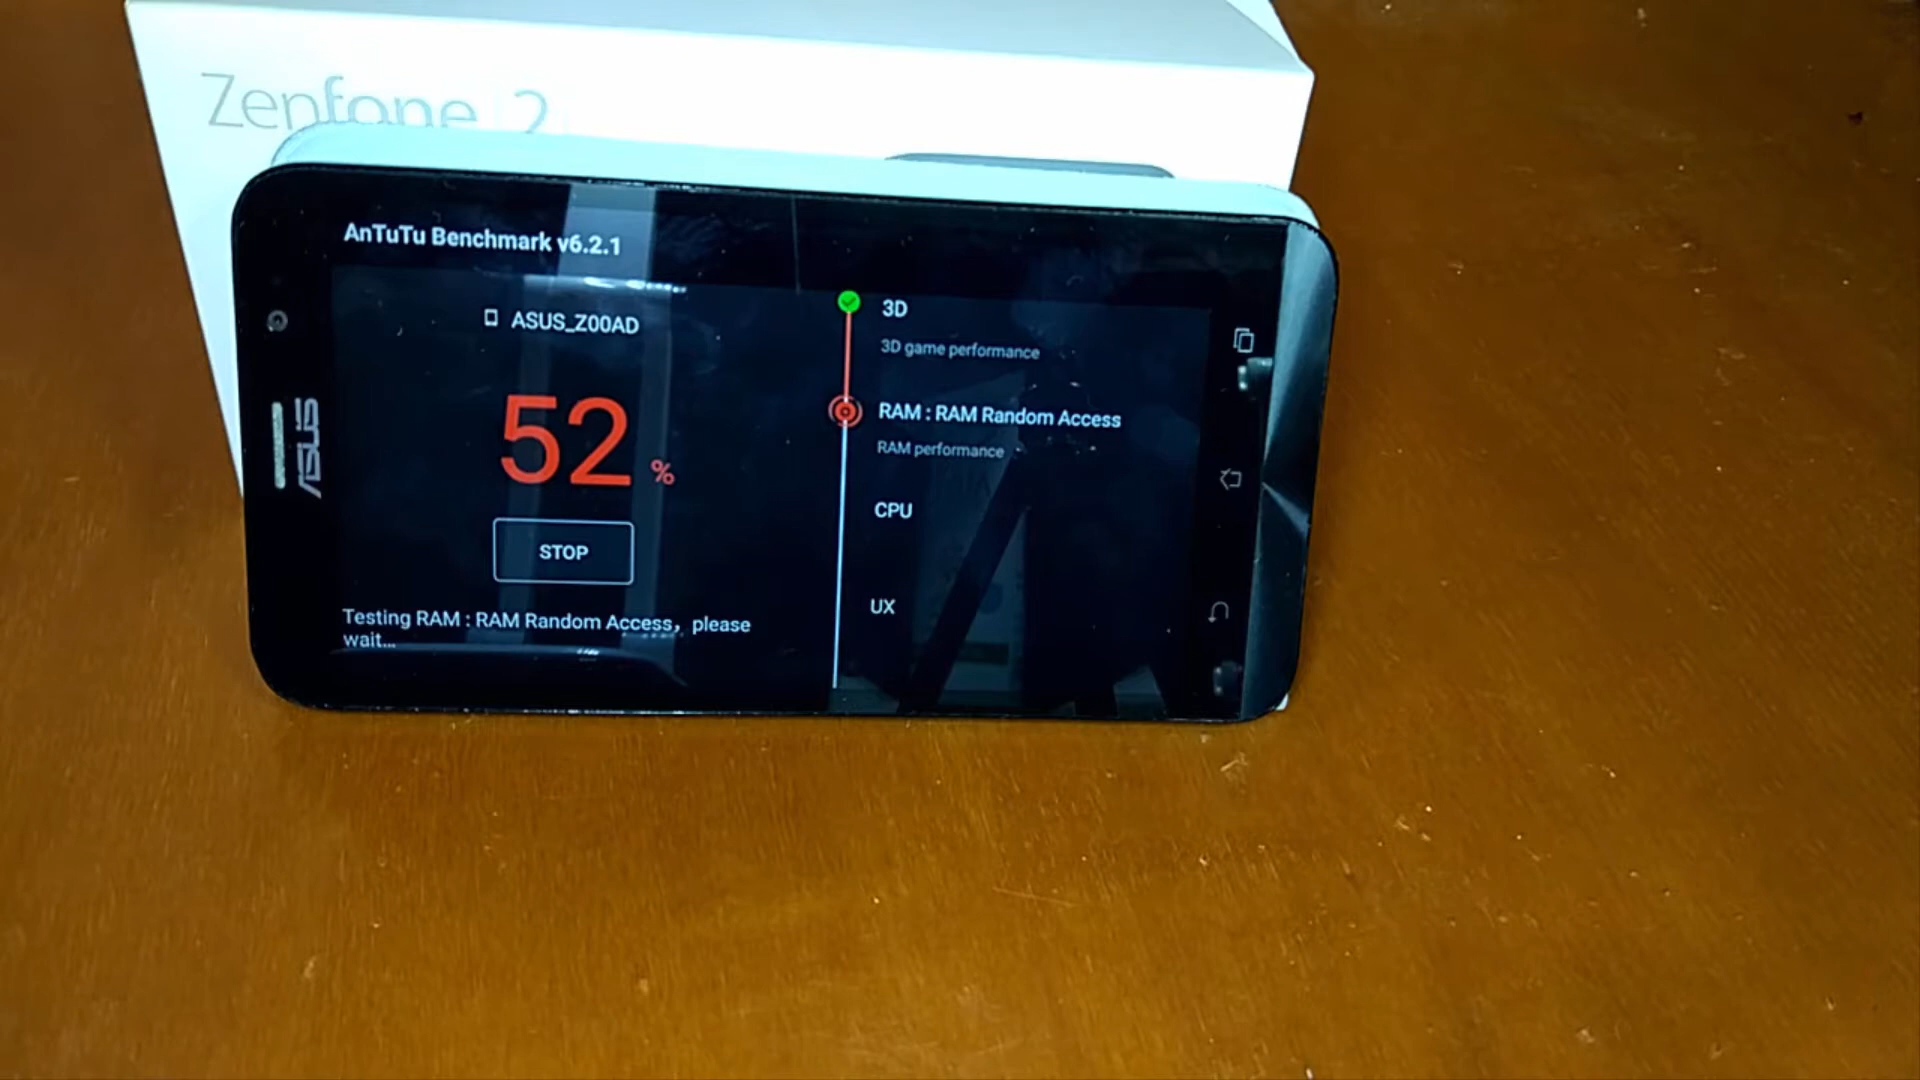 Zenfone 2
AnTuTu Benchmark v6.2.1
ASUS_Z00AD
52 %
STOP
Testing RAM : RAM Random Access, please
wait...
3D
3D game performance
RAM : RAM Random Access
RAM performance
CPU
UX
ASUS